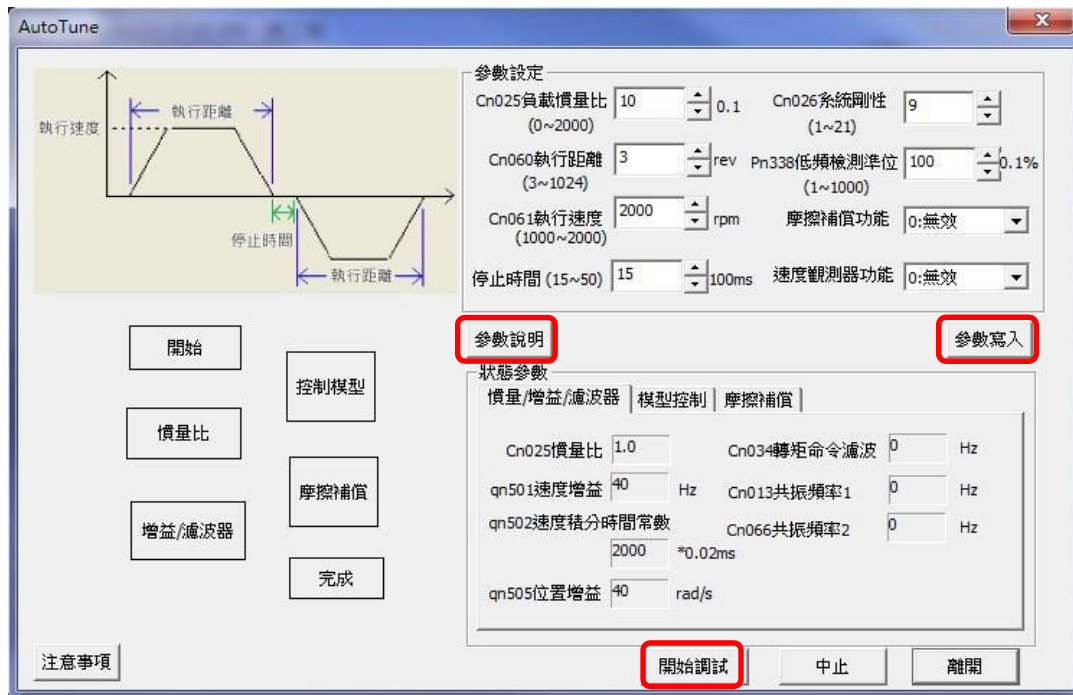 AutoTune
執行距離
執行速度
停止時間
執行距離
參數設定
Cn025負載慣量比 10 0.1
(0~2000)
Cn026系統剛性 9
(1~21)
Cn060執行距離 3 rev
(3~1024)
Pn338低頻檢測準位 100 0.1%
(1~1000)
Cn061執行速度 2000 rpm
(1000~2000)
摩擦補償功能 0:無效
停止時間 (15~50) 15 100ms
速度觀測器功能 0:無效
參數說明
參數寫入
開始
慣量比
增益/濾波器
控制模型
摩擦補償
完成
狀態參數
慣量/增益/濾波器 模型控制 摩擦補償
Cn025慣量比 1.0
Cn034轉矩命令濾波 0 Hz
qn501速度增益 40 Hz
Cn013共振頻率1 0 Hz
qn502速度積分時間常數
2000 *0.02ms
Cn066共振頻率2 0 Hz
qn505位置增益 40 rad/s
注意事項
開始調試
中止
離開